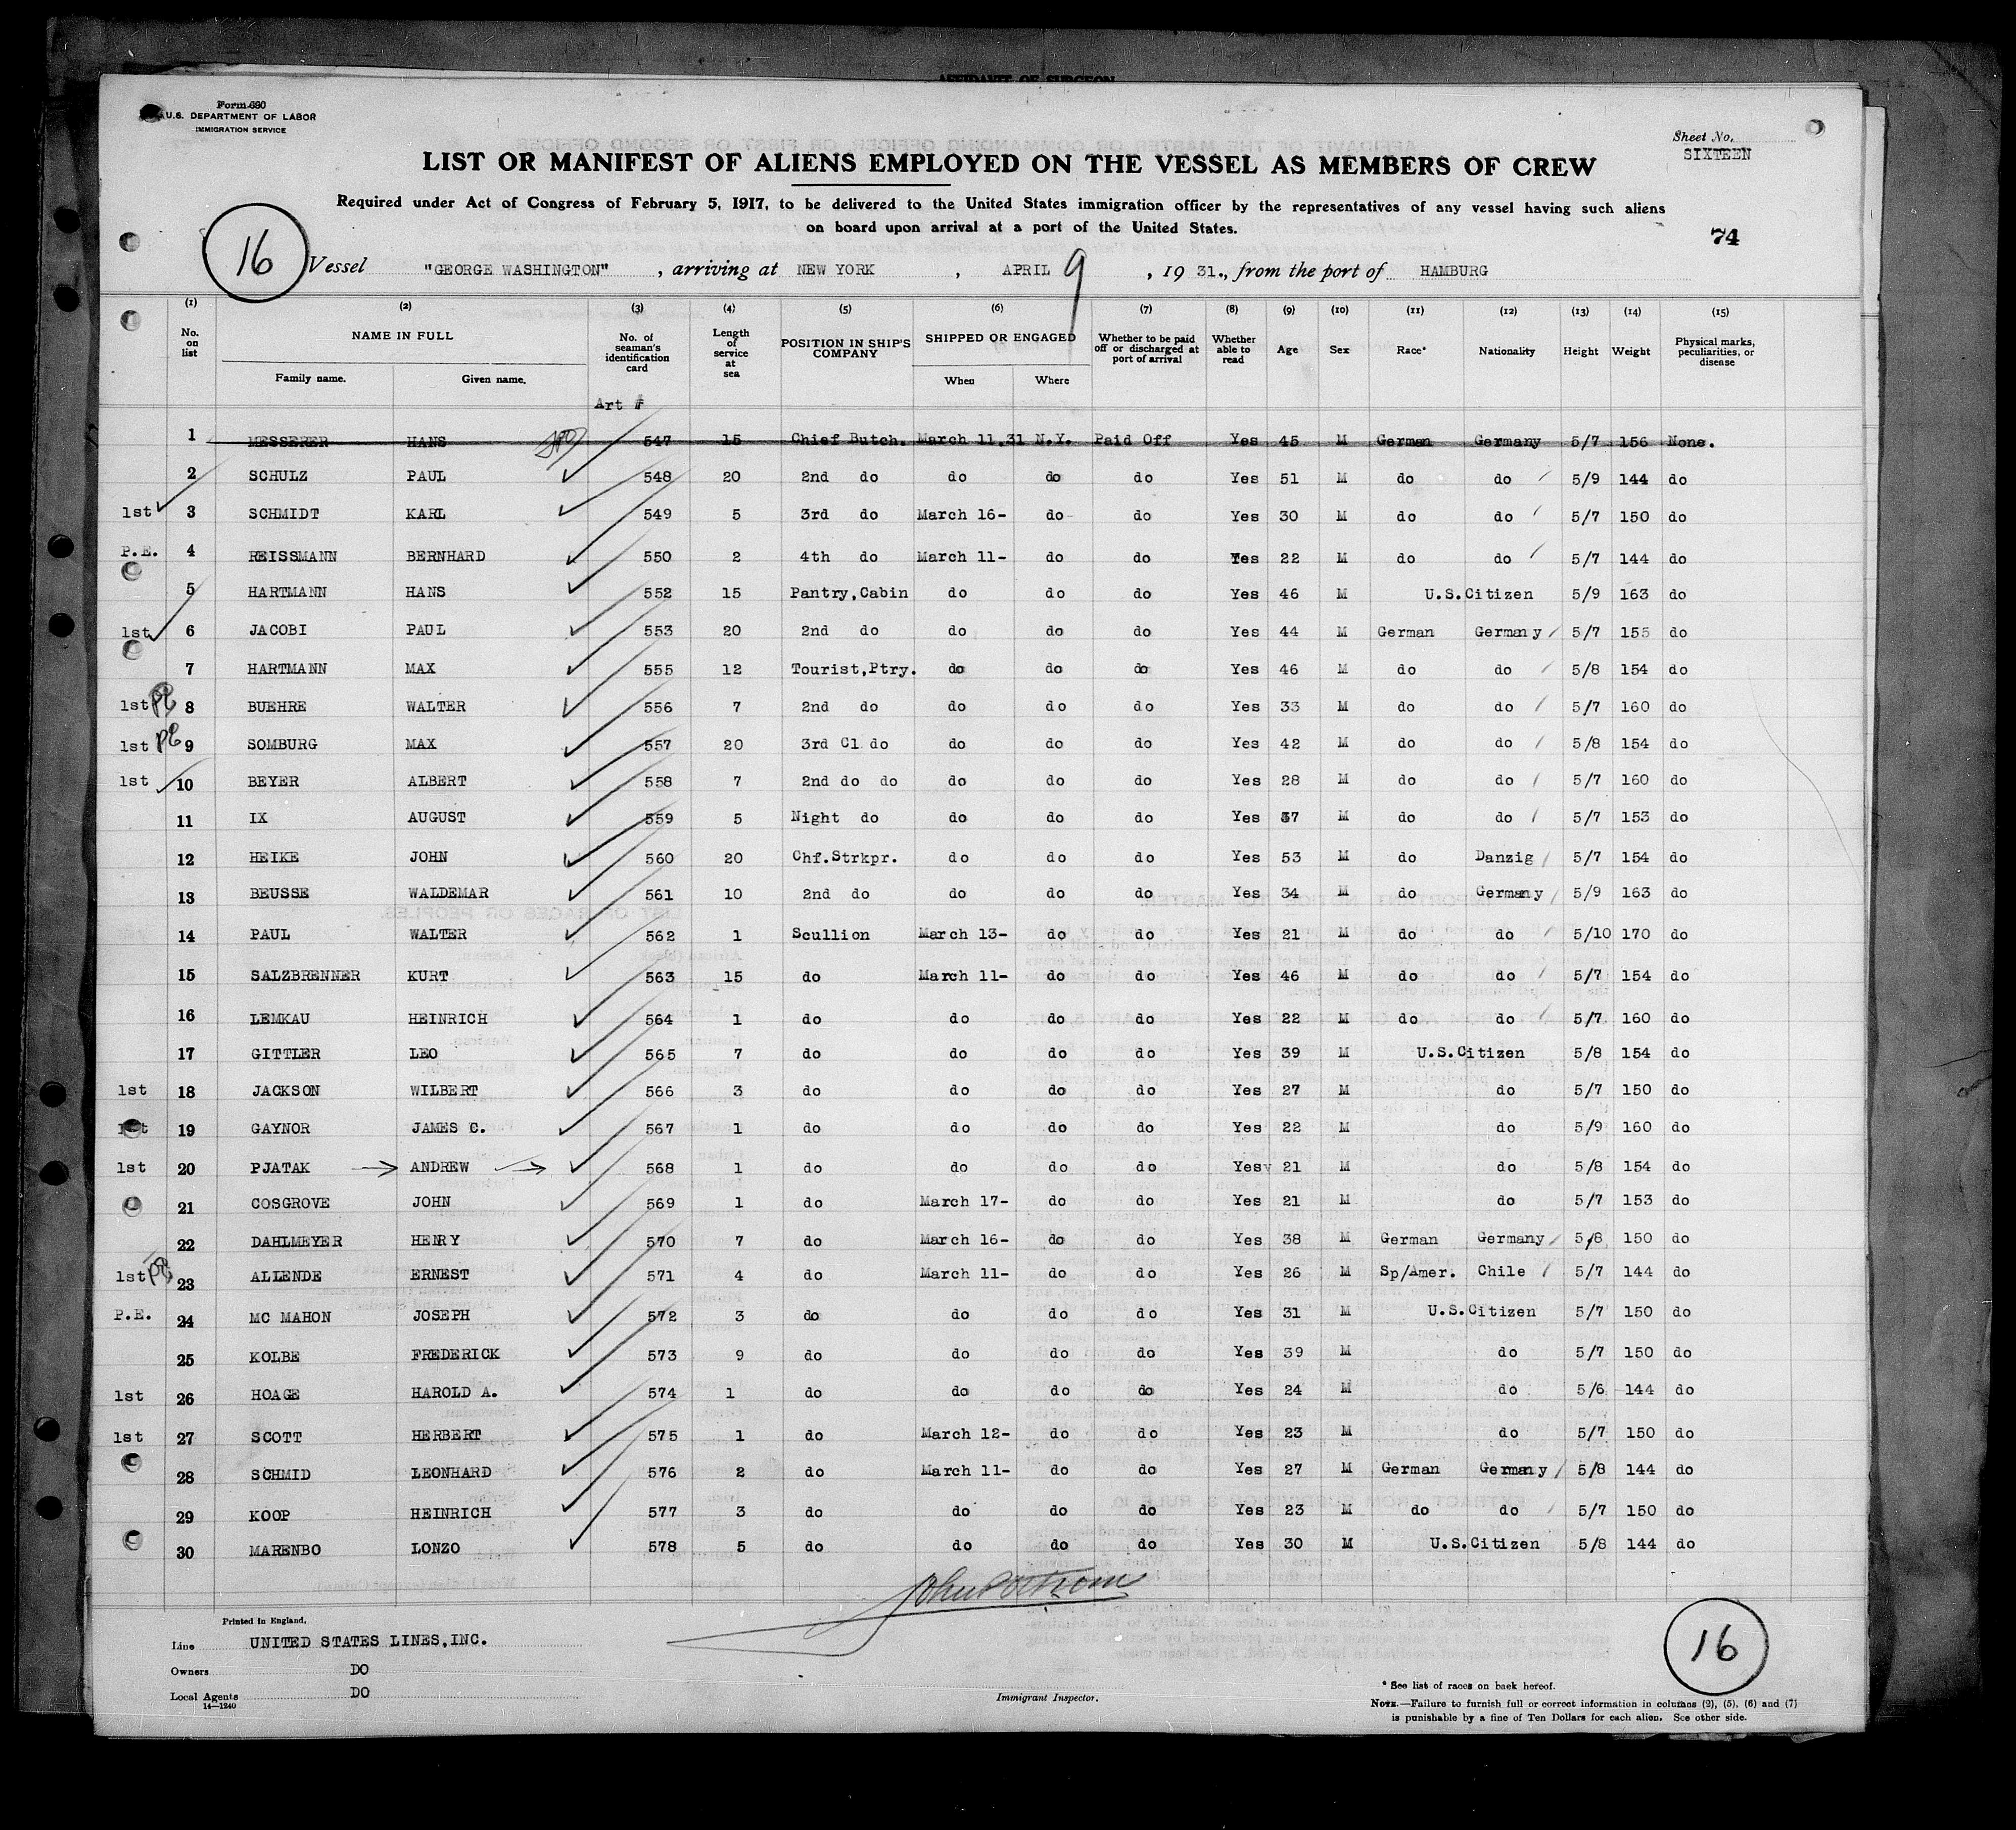 AFFIDAVIT OF SURGEON
Form 680
U.S. DEPARTMENT OF LABOR
IMMIGRATION SERVICE
Sheet No.
SIXTEEN
LIST OR MANIFEST OF ALIENS EMPLOYED ON THE VESSEL AS MEMBERS OF CREW
Required under Act of Congress of February 5, 1917, to be delivered to the United States immigration officer by the representatives of any vessel having such aliens
on board upon arrival at a port of the United States.
74
16 Vessel "GEORGE WASHINGTON", arriving at NEW YORK, APRIL 9, 19 31., from the port of HAMBURG
(1) (2) (3) (4) (5) (6) (7) (8) (9) (10) (11) (12) (13) (14) (15)
No. on list NAME IN FULL Family name. Given name. No. of seaman's identification card Length of service at sea POSITION IN SHIP'S COMPANY SHIPPED OR ENGAGED When Where Whether to be paid off or discharged at port of arrival Whether able to read Age Sex Race* Nationality Height Weight Physical marks, peculiarities, or disease
Art #
1 MESSERER HANS 547 15 Chief Butch. March 11,31 N.Y. Paid Off Yes 45 M German Germany 5/7 156 None.
2 SCHULZ PAUL 548 20 2nd do do do do Yes 51 M do do 5/9 144 do
1st 3 SCHMIDT KARL 549 5 3rd do March 16- do do Yes 30 M do do 5/7 150 do
P.E. 4 REISSMANN BERNHARD 550 2 4th do March 11- do do Yes 22 M do do 5/7 144 do
5 HARTMANN HANS 552 15 Pantry,Cabin do do do Yes 46 M U.S.Citizen 5/9 163 do
1st 6 JACOBI PAUL 553 20 2nd do do do do Yes 44 M German Germany 5/7 155 do
7 HARTMANN MAX 555 12 Tourist,Ptry. do do do Yes 46 M do do 5/8 154 do
1st PE 8 BUEHRE WALTER 556 7 2nd do do do do Yes 33 M do do 5/7 160 do
1st PE 9 SOMBURG MAX 557 20 3rd Cl do do do do Yes 42 M do do 5/8 154 do
1st 10 BEYER ALBERT 558 7 2nd do do do do do Yes 28 M do do 5/7 160 do
11 IX AUGUST 559 5 Night do do do do Yes 37 M do do 5/7 153 do
12 HEIKE JOHN 560 20 Chf.Strkpr. do do do Yes 53 M do Danzig 5/7 154 do
13 BEUSSE WALDEMAR 561 10 2nd do do do do Yes 34 M do Germany 5/9 163 do
14 PAUL WALTER 562 1 Scullion March 13- do do Yes 21 M do do 5/10 170 do
15 SALZBRENNER KURT 563 15 do March 11- do do Yes 46 M do do 5/7 154 do
16 LEMKAU HEINRICH 564 1 do do do do Yes 22 M do do 5/7 160 do
17 GITTLER LEO 565 7 do do do do Yes 39 M U.S.Citizen 5/8 154 do
1st 18 JACKSON WILBERT 566 3 do do do do Yes 27 M do 5/7 150 do
1st 19 GAYNOR JAMES C. 567 1 do do do do Yes 22 M do 5/9 160 do
1st 20 PJATAK ANDREW 568 1 do do do do Yes 21 M do 5/8 154 do
21 COSGROVE JOHN 569 1 do March 17- do do Yes 21 M do 5/7 153 do
22 DAHLMEYER HENRY 570 7 do March 16- do do Yes 38 M German Germany 5/8 150 do
1st PE 23 ALLENDE ERNEST 571 4 do March 11- do do Yes 26 M Sp/Amer. Chile 5/7 144 do
P.E. 24 MC MAHON JOSEPH 572 3 do do do do Yes 31 M U.S.Citizen 5/7 150 do
25 KOLBE FREDERICK 573 9 do do do do Yes 39 M do 5/7 150 do
1st 26 HOAGE HAROLD A. 574 1 do do do do Yes 24 M do 5/6 144 do
1st 27 SCOTT HERBERT 575 1 do March 12- do do Yes 23 M do 5/7 150 do
28 SCHMID LEONHARD 576 2 do March 11- do do Yes 27 M German Germany 5/8 144 do
29 KOOP HEINRICH 577 3 do do do do Yes 23 M do do 5/7 150 do
30 MARENBO LONZO 578 5 do do do do Yes 30 M U.S.Citizen 5/8 144 do
Printed in England.
Line UNITED STATES LINES,INC.
Owners DO
Local Agents DO
14—1240
Immigrant Inspector.
16
* See list of races on back hereof.
NOTE.—Failure to furnish full or correct information in columns (2), (5), (6) and (7)
is punishable by a fine of Ten Dollars for each alien. See other side.